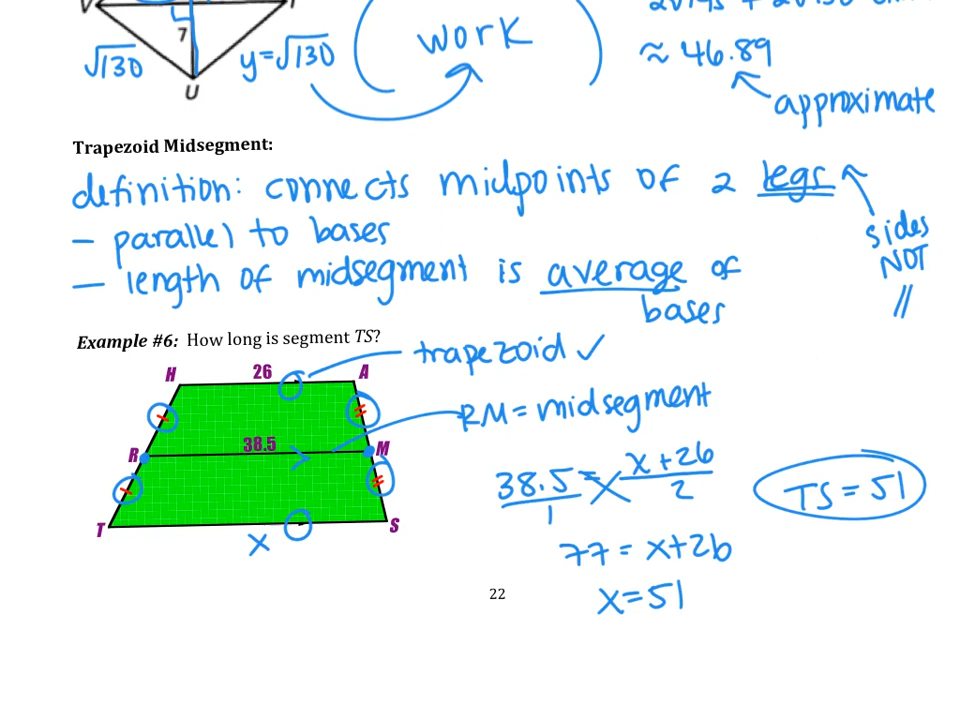 7
√130
y=√130
U
work
≈ 46.89
approximate
Trapezoid Midsegment:
definition: connects midpoints of 2 legs
sides
NOT
//
- parallel to bases
- length of midsegment is average of
bases
Example #6: How long is segment TS?
trapezoid ✓
H 26 A
RM = midsegment
R 38.5 M
38.5/1 = (x+26)/2
TS = 51
T S
x
77 = x+26
x=51
22